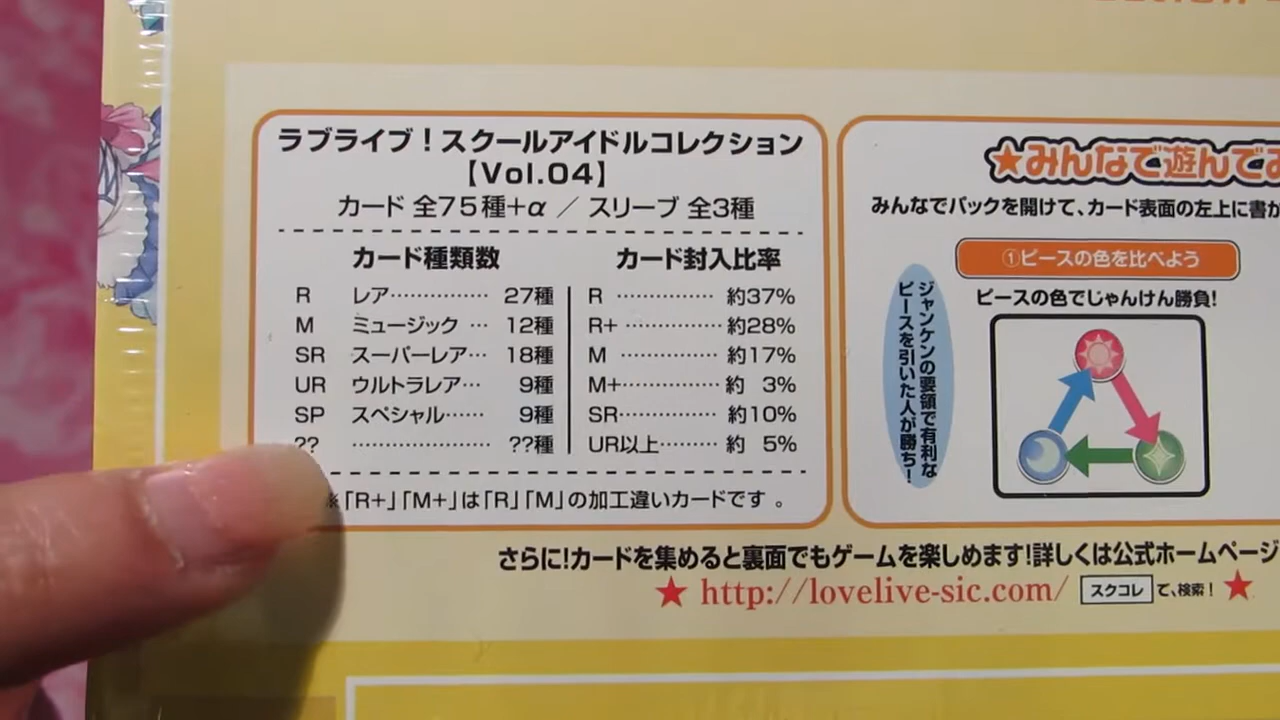 ラブライブ！スクールアイドルコレクション
【Vol.04】
カード 全75種+α ／ スリーブ 全3種
カード種類数
R レア‥‥‥‥‥ 27種
M ミュージック … 12種
SR スーパーレア… 18種
UR ウルトラレア… 9種
SP スペシャル…… 9種
?? ………………… ??種
カード封入比率
R ……………約37%
R+ ……………約28%
M ……………約17%
M+……………約 3%
SR……………約10%
UR以上………約 5%
※「R+」「M+」は「R」「M」の加工違いカードです 。
★みんなで遊んで
みんなでパックを開けて、カード表面の左上に書か
①ピースの色を比べよう
ピースの色でじゃんけん勝負!
ジャンケンの要領で有利な
ピースを引いた人が勝ち!
さらに!カードを集めると裏面でもゲームを楽しめます!詳しくは公式ホームページ
★ http://lovelive-sic.com/ スクコレ で、検索! ★